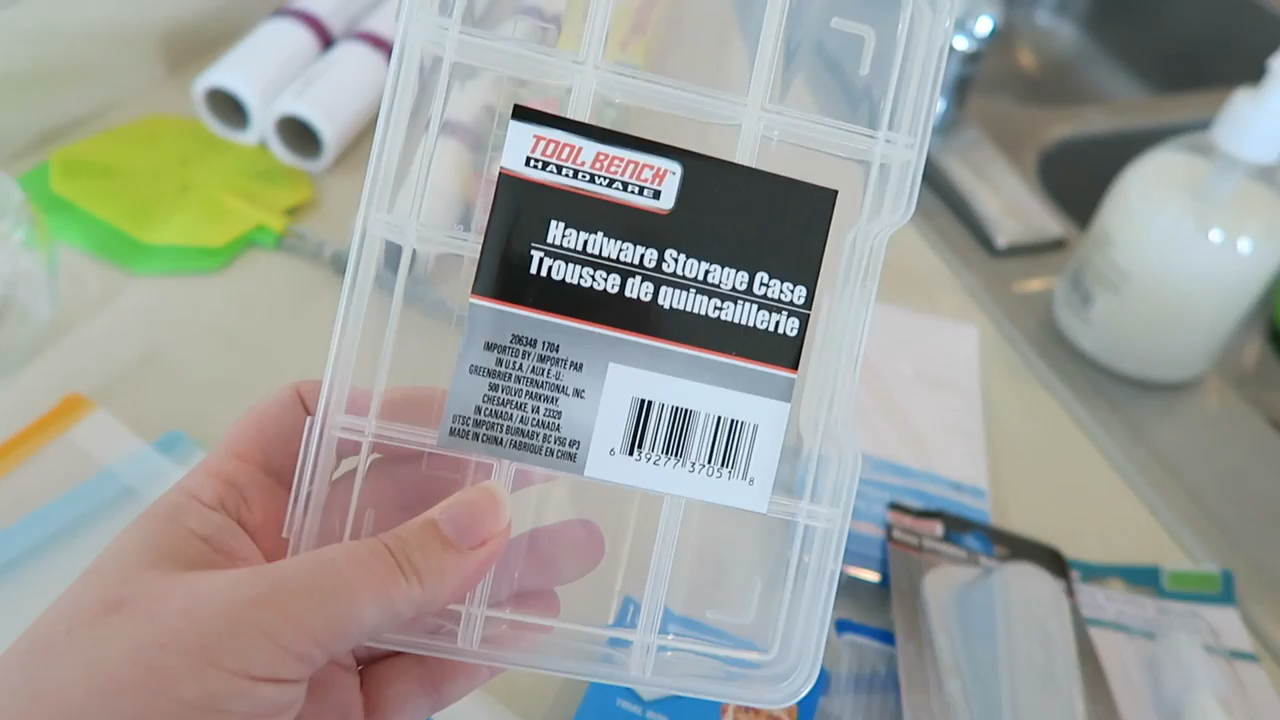 TOOL BENCH™
HARDWARE
Hardware Storage Case
Trousse de quincaillerie
206348 1704
IMPORTED BY / IMPORTÉ PAR
IN U.S.A. / AUX É.-U.:
GREENBRIER INTERNATIONAL, INC.
500 VOLVO PARKWAY,
CHESAPEAKE, VA 23320
IN CANADA / AU CANADA:
DTSC IMPORTS BURNABY, BC V5G 4P3
MADE IN CHINA / FABRIQUÉ EN CHINE
6 39277 37051 8